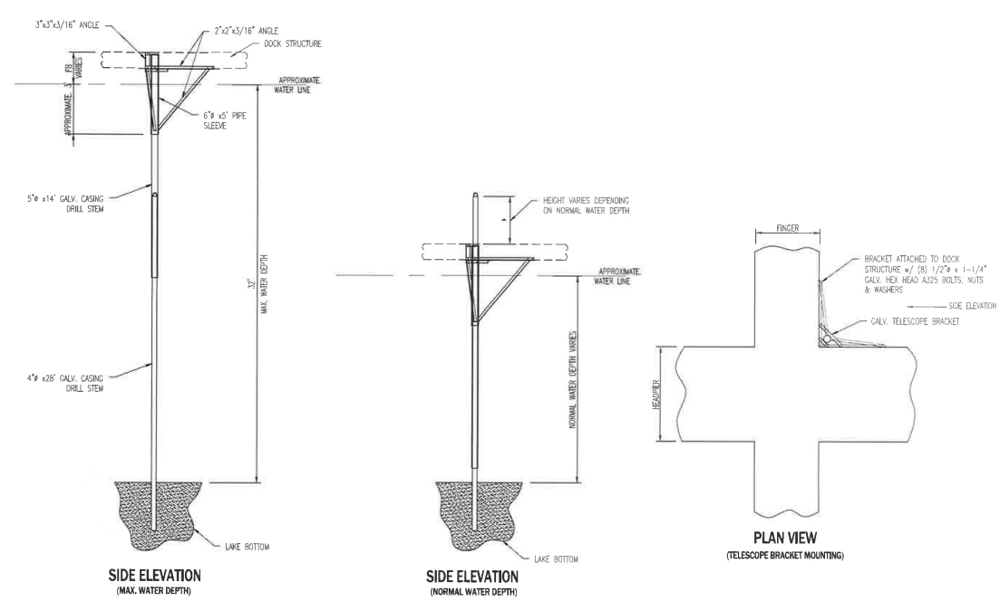 3"x3"x3/16" ANGLE
2"x2"x3/16" ANGLE
DOCK STRUCTURE
FB
VARIES
APPROXIMATE.
WATER LINE
APPROXIMATE.
6"ø x5' PIPE
SLEEVE
5"ø x14' GALV. CASING
DRILL STEM
32'
MAX. WATER DEPTH
4"ø x28' GALV. CASING
DRILL STEM
LAKE BOTTOM
SIDE ELEVATION
(MAX. WATER DEPTH)
HEIGHT VARIES DEPENDING
ON NORMAL WATER DEPTH
APPROXIMATE.
WATER LINE
NORMAL WATER DEPTH VARIES
LAKE BOTTOM
SIDE ELEVATION
(NORMAL WATER DEPTH)
FINGER
BRACKET ATTACHED TO DOCK
STRUCTURE w/ (8) 1/2"ø x 1-1/4"
GALV. HEX HEAD A325 BOLTS, NUTS
& WASHERS
SIDE ELEVATION
GALV. TELESCOPE BRACKET
HEADPIER
PLAN VIEW
(TELESCOPE BRACKET MOUNTING)